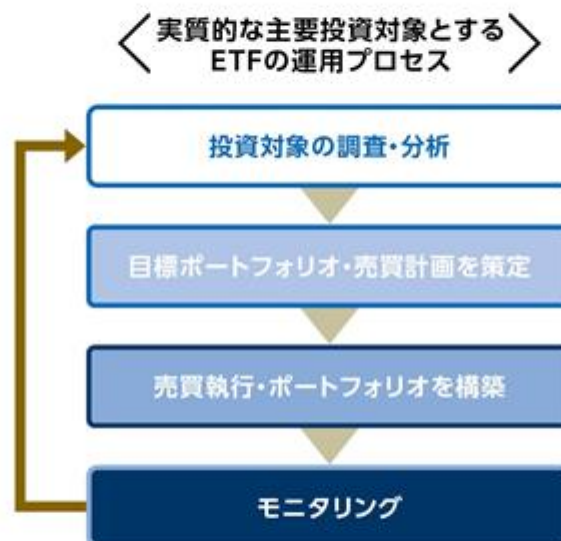 実質的な主要投資対象とする
ETFの運用プロセス
投資対象の調査・分析
目標ポートフォリオ・売買計画を策定
売買執行・ポートフォリオを構築
モニタリング